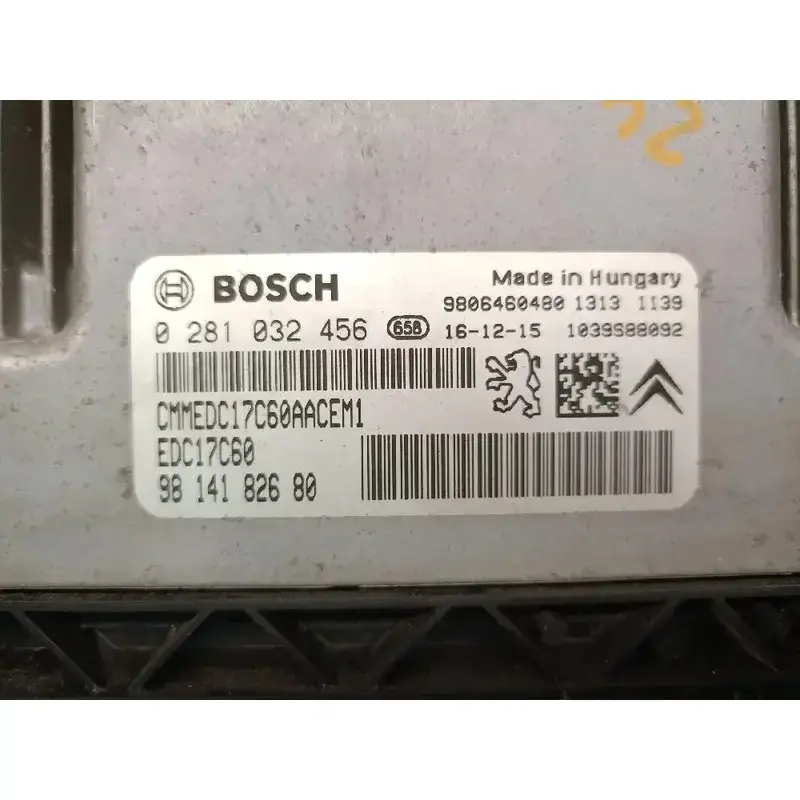 BOSCH
Made in Hungary
9806460480 1313 1139
0 281 032 456 658 16-12-15 1039S88092
CMMEDC17C60AACEM1
EDC17C60
98 141 826 80